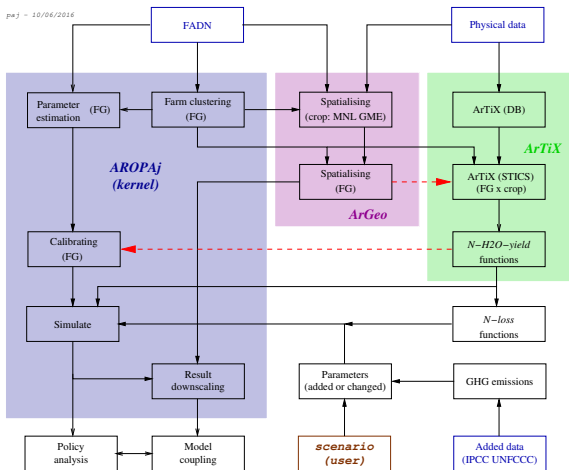 paj - 10/06/2016
FADN
Physical data
Parameter
estimation
(FG)
Farm clustering
(FG)
Spatialising
(crop: MNL GME)
ArTiX (DB)
ArTiX
AROPAj
(kernel)
Spatialising
(FG)
ArTiX (STICS)
(FG x crop)
ArGeo
Calibrating
(FG)
N−H2O−yield
functions
Simulate
N−loss
functions
Result
downscaling
Parameters
(added or changed)
GHG emissions
Policy
analysis
Model
coupling
scenario
(user)
Added data
(IPCC UNFCCC)